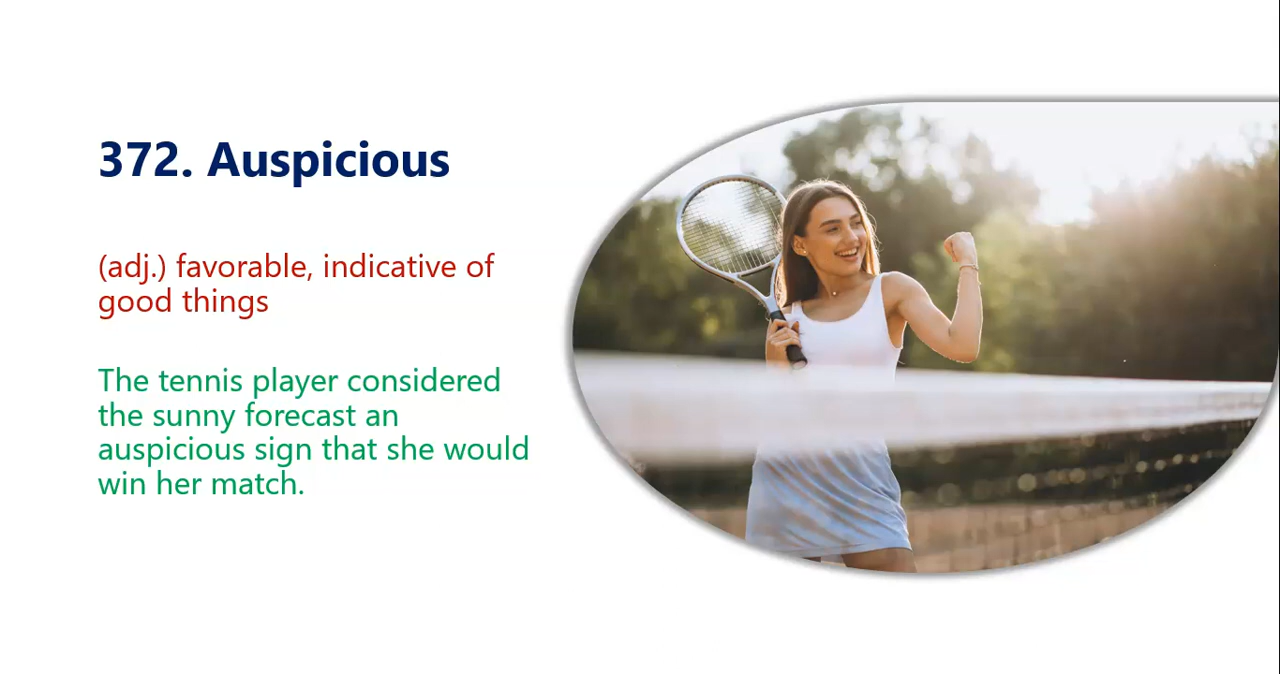 372. Auspicious
(adj.) favorable, indicative of
good things
The tennis player considered
the sunny forecast an
auspicious sign that she would
win her match.